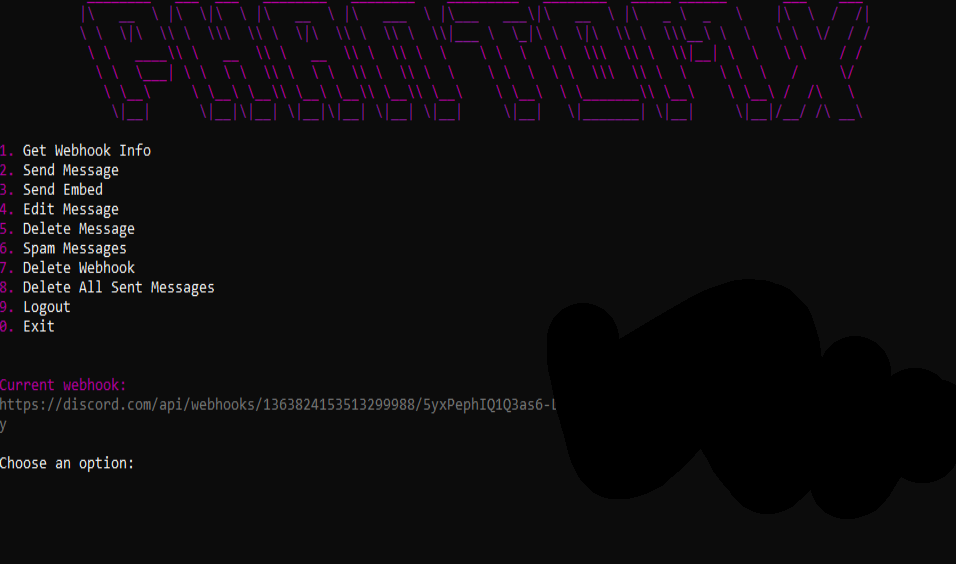 1. Get Webhook Info
2. Send Message
3. Send Embed
4. Edit Message
5. Delete Message
6. Spam Messages
7. Delete Webhook
8. Delete All Sent Messages
9. Logout
0. Exit
Current webhook:
https://discord.com/api/webhooks/1363824153513299988/5yxPephIQ1Q3as6-
y
Choose an option: